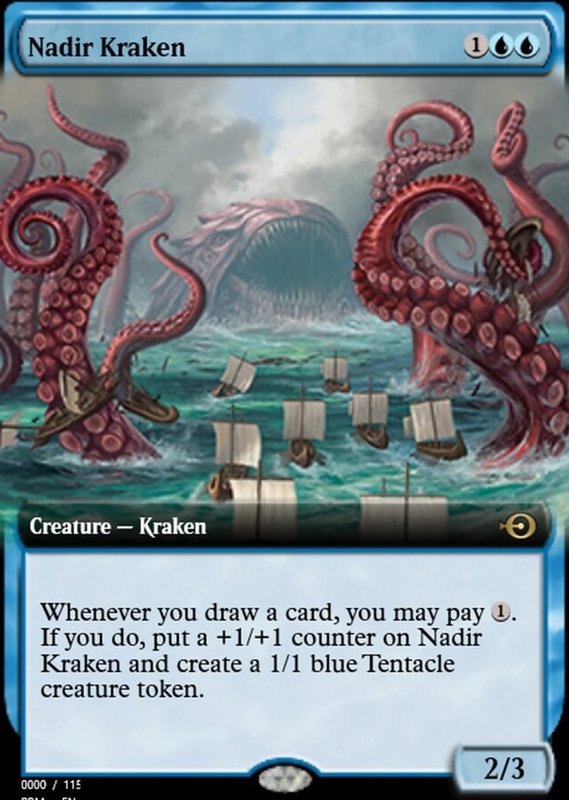 Nadir Kraken
1
Creature — Kraken
Whenever you draw a card, you may pay 1.
If you do, put a +1/+1 counter on Nadir
Kraken and create a 1/1 blue Tentacle
creature token.
2/3
0000 / 115